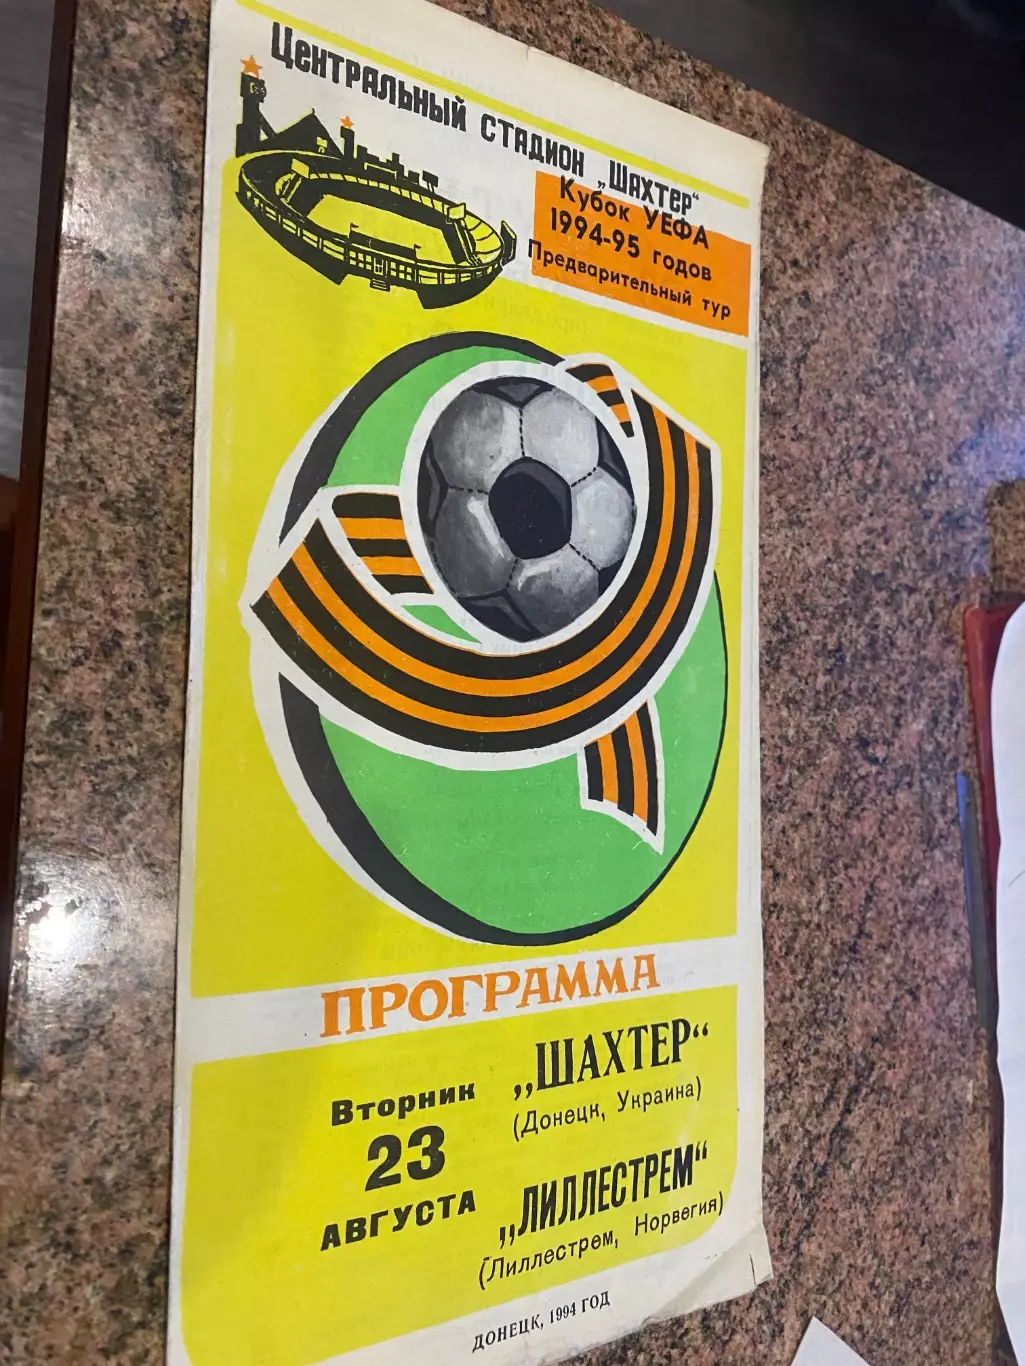 Центральный стадион „Шахтер“
Кубок УЕФА
1994-95 годов
Предварительный тур
ПРОГРАММА
Вторник
23
АВГУСТА
„ШАХТЕР“
(Донецк, Украина)
„ЛИЛЛЕСТРЕМ“
(Лиллестрем, Норвегия)
ДОНЕЦК, 1994 ГОД